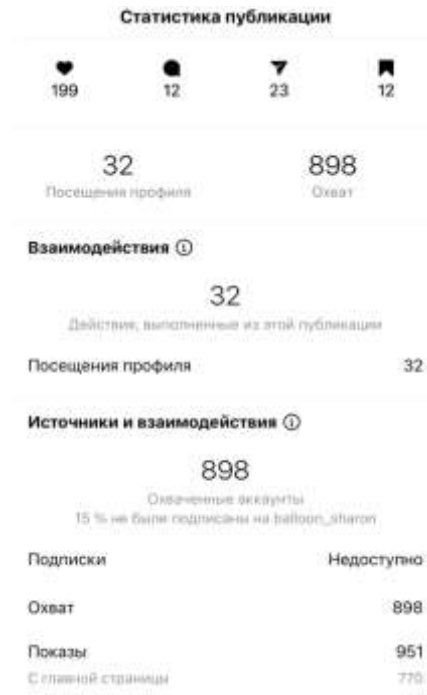 Статистика публикации
199 12 23 12
32 898
Посещения профиля Охват
Взаимодействия
32
Действия, выполненные из этой публикации
Посещения профиля 32
Источники и взаимодействия
898
Охваченные аккаунты
15 % не были подписаны на balloon_sharon
Подписки Недоступно
Охват 898
Показы 951
С главной страницы 770